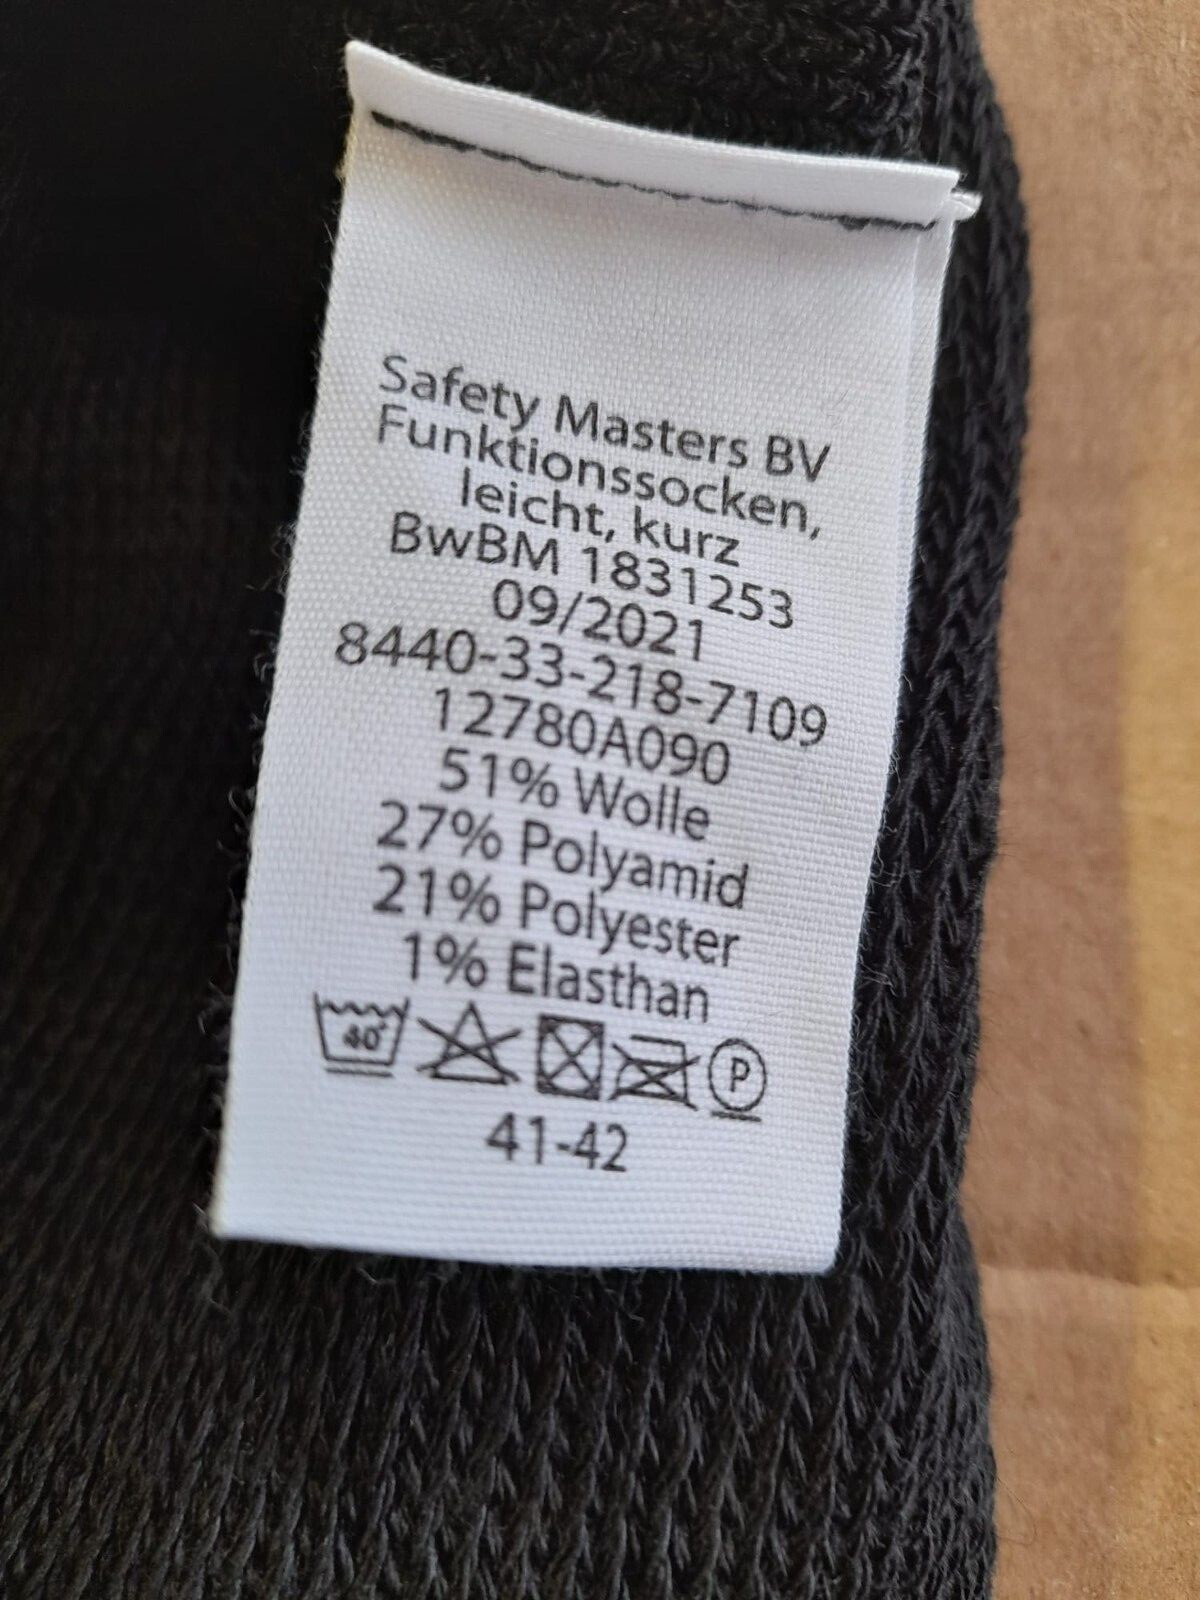 Safety Masters BV
Funktionssocken,
leicht, kurz
BwBM 1831253
09/2021
8440-33-218-7109
12780A090
51% Wolle
27% Polyamid
21% Polyester
1% Elasthan
40° P
41-42